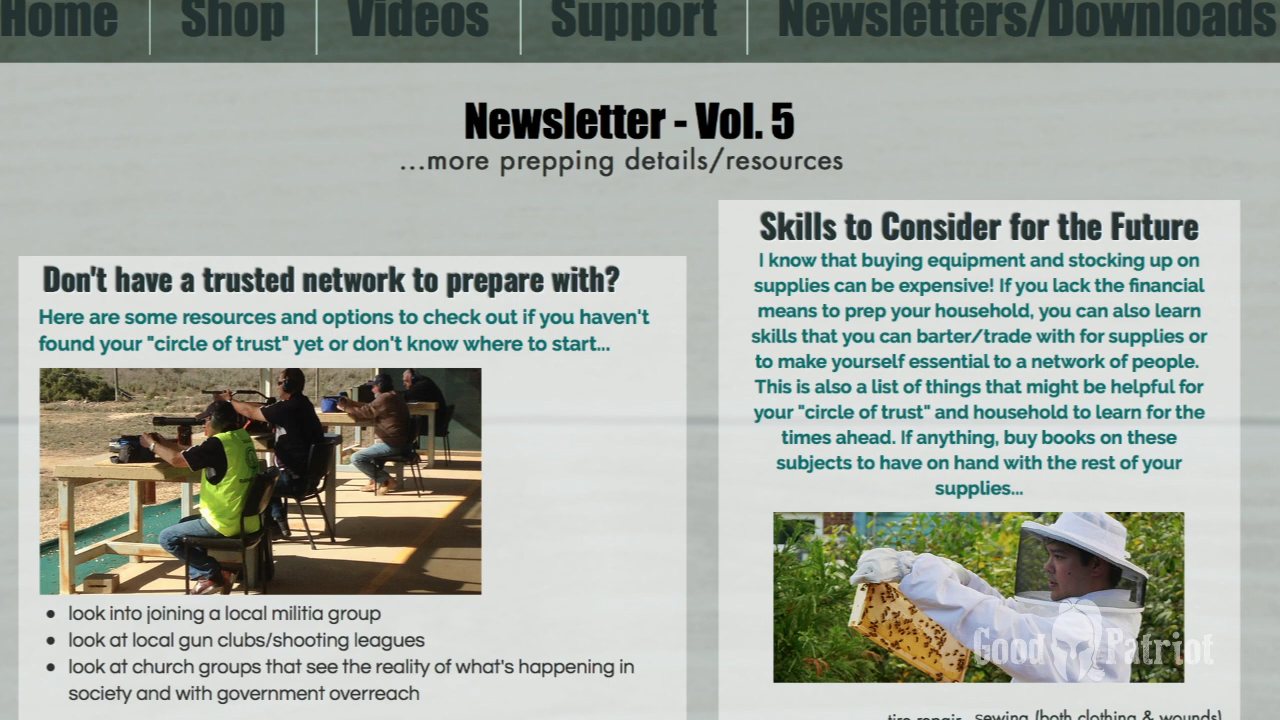 Home Shop Videos Support Newsletters/Downloads
Newsletter - Vol. 5
...more prepping details/resources
Don't have a trusted network to prepare with?
Here are some resources and options to check out if you haven't
found your "circle of trust" yet or don't know where to start...
● look into joining a local militia group
● look at local gun clubs/shooting leagues
● look at church groups that see the reality of what's happening in
society and with government overreach
Skills to Consider for the Future
I know that buying equipment and stocking up on
supplies can be expensive! If you lack the financial
means to prep your household, you can also learn
skills that you can barter/trade with for supplies or
to make yourself essential to a network of people.
This is also a list of things that might be helpful for
your "circle of trust" and household to learn for the
times ahead. If anything, buy books on these
subjects to have on hand with the rest of your
supplies...
Good Patriot
tire repair sewing (both clothing & wounds)